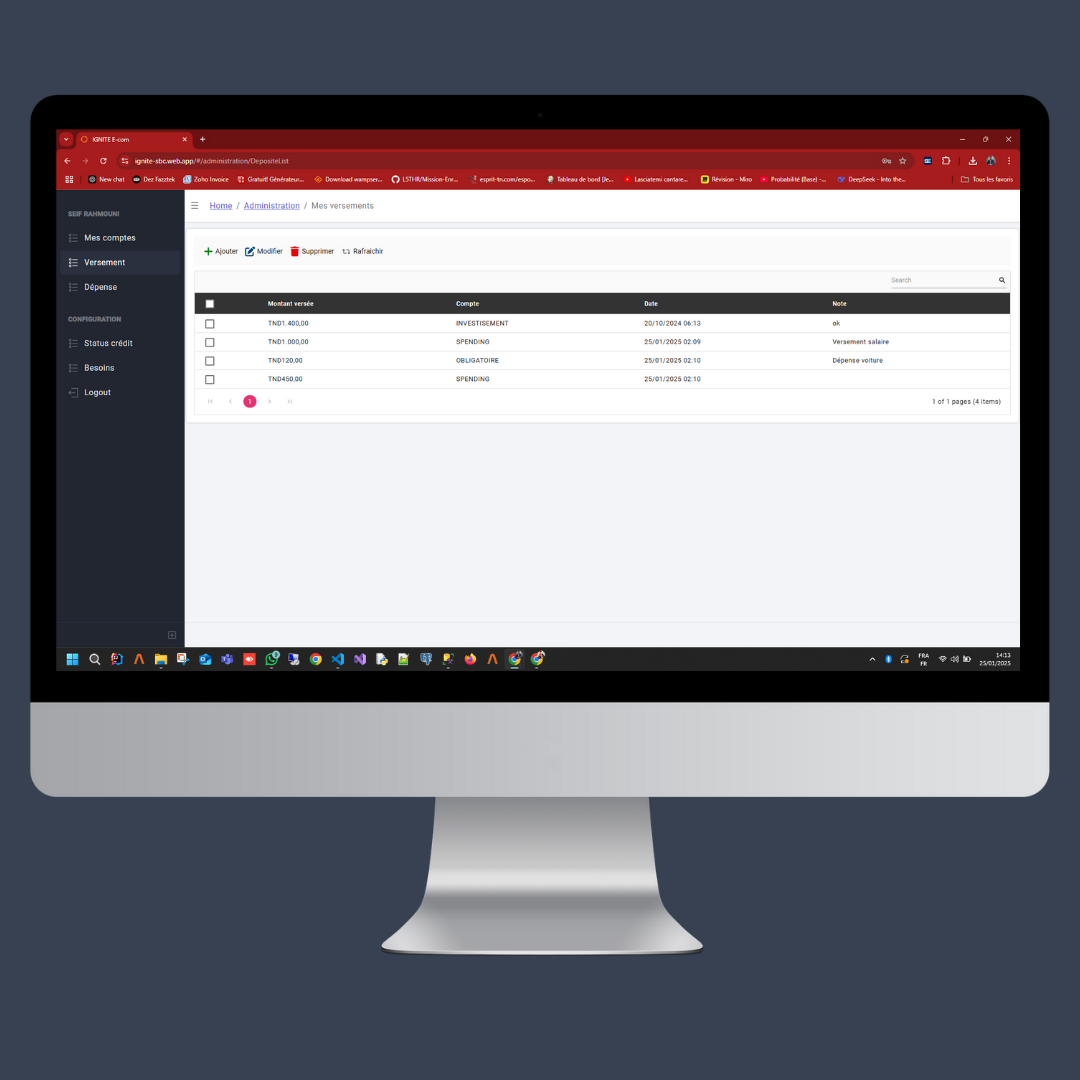 IGNITE E-com
ignite-sbc.web.app/#/administration/DepositeList
New chat Dez Fazztek Zoho Invoice Gratuit! Générateur... Download wampser... L5THR/Mission-Enr... esprit-tn.com/espo... Tableau de bord (Je... Lasciatemi cantare... Révision - Miro Probabilité (Base) -... DeepSeek - Into the... Tous les favoris
SEIF RAHMOUNI
Mes comptes
Versement
Dépense
CONFIGURATION
Status crédit
Besoins
Logout
Home / Administration / Mes versements
Ajouter Modifier Supprimer Rafraichir
Search
Montant versée Compte Date Note
TND1.400,00 INVESTISEMENT 20/10/2024 06:13 ok
TND1.000,00 SPENDING 25/01/2025 02:09 Versement salaire
TND120,00 OBLIGATOIRE 25/01/2025 02:10 Dépense voiture
TND450,00 SPENDING 25/01/2025 02:10
1 1 of 1 pages (4 items)
FRA
FR
14:13
25/01/2025